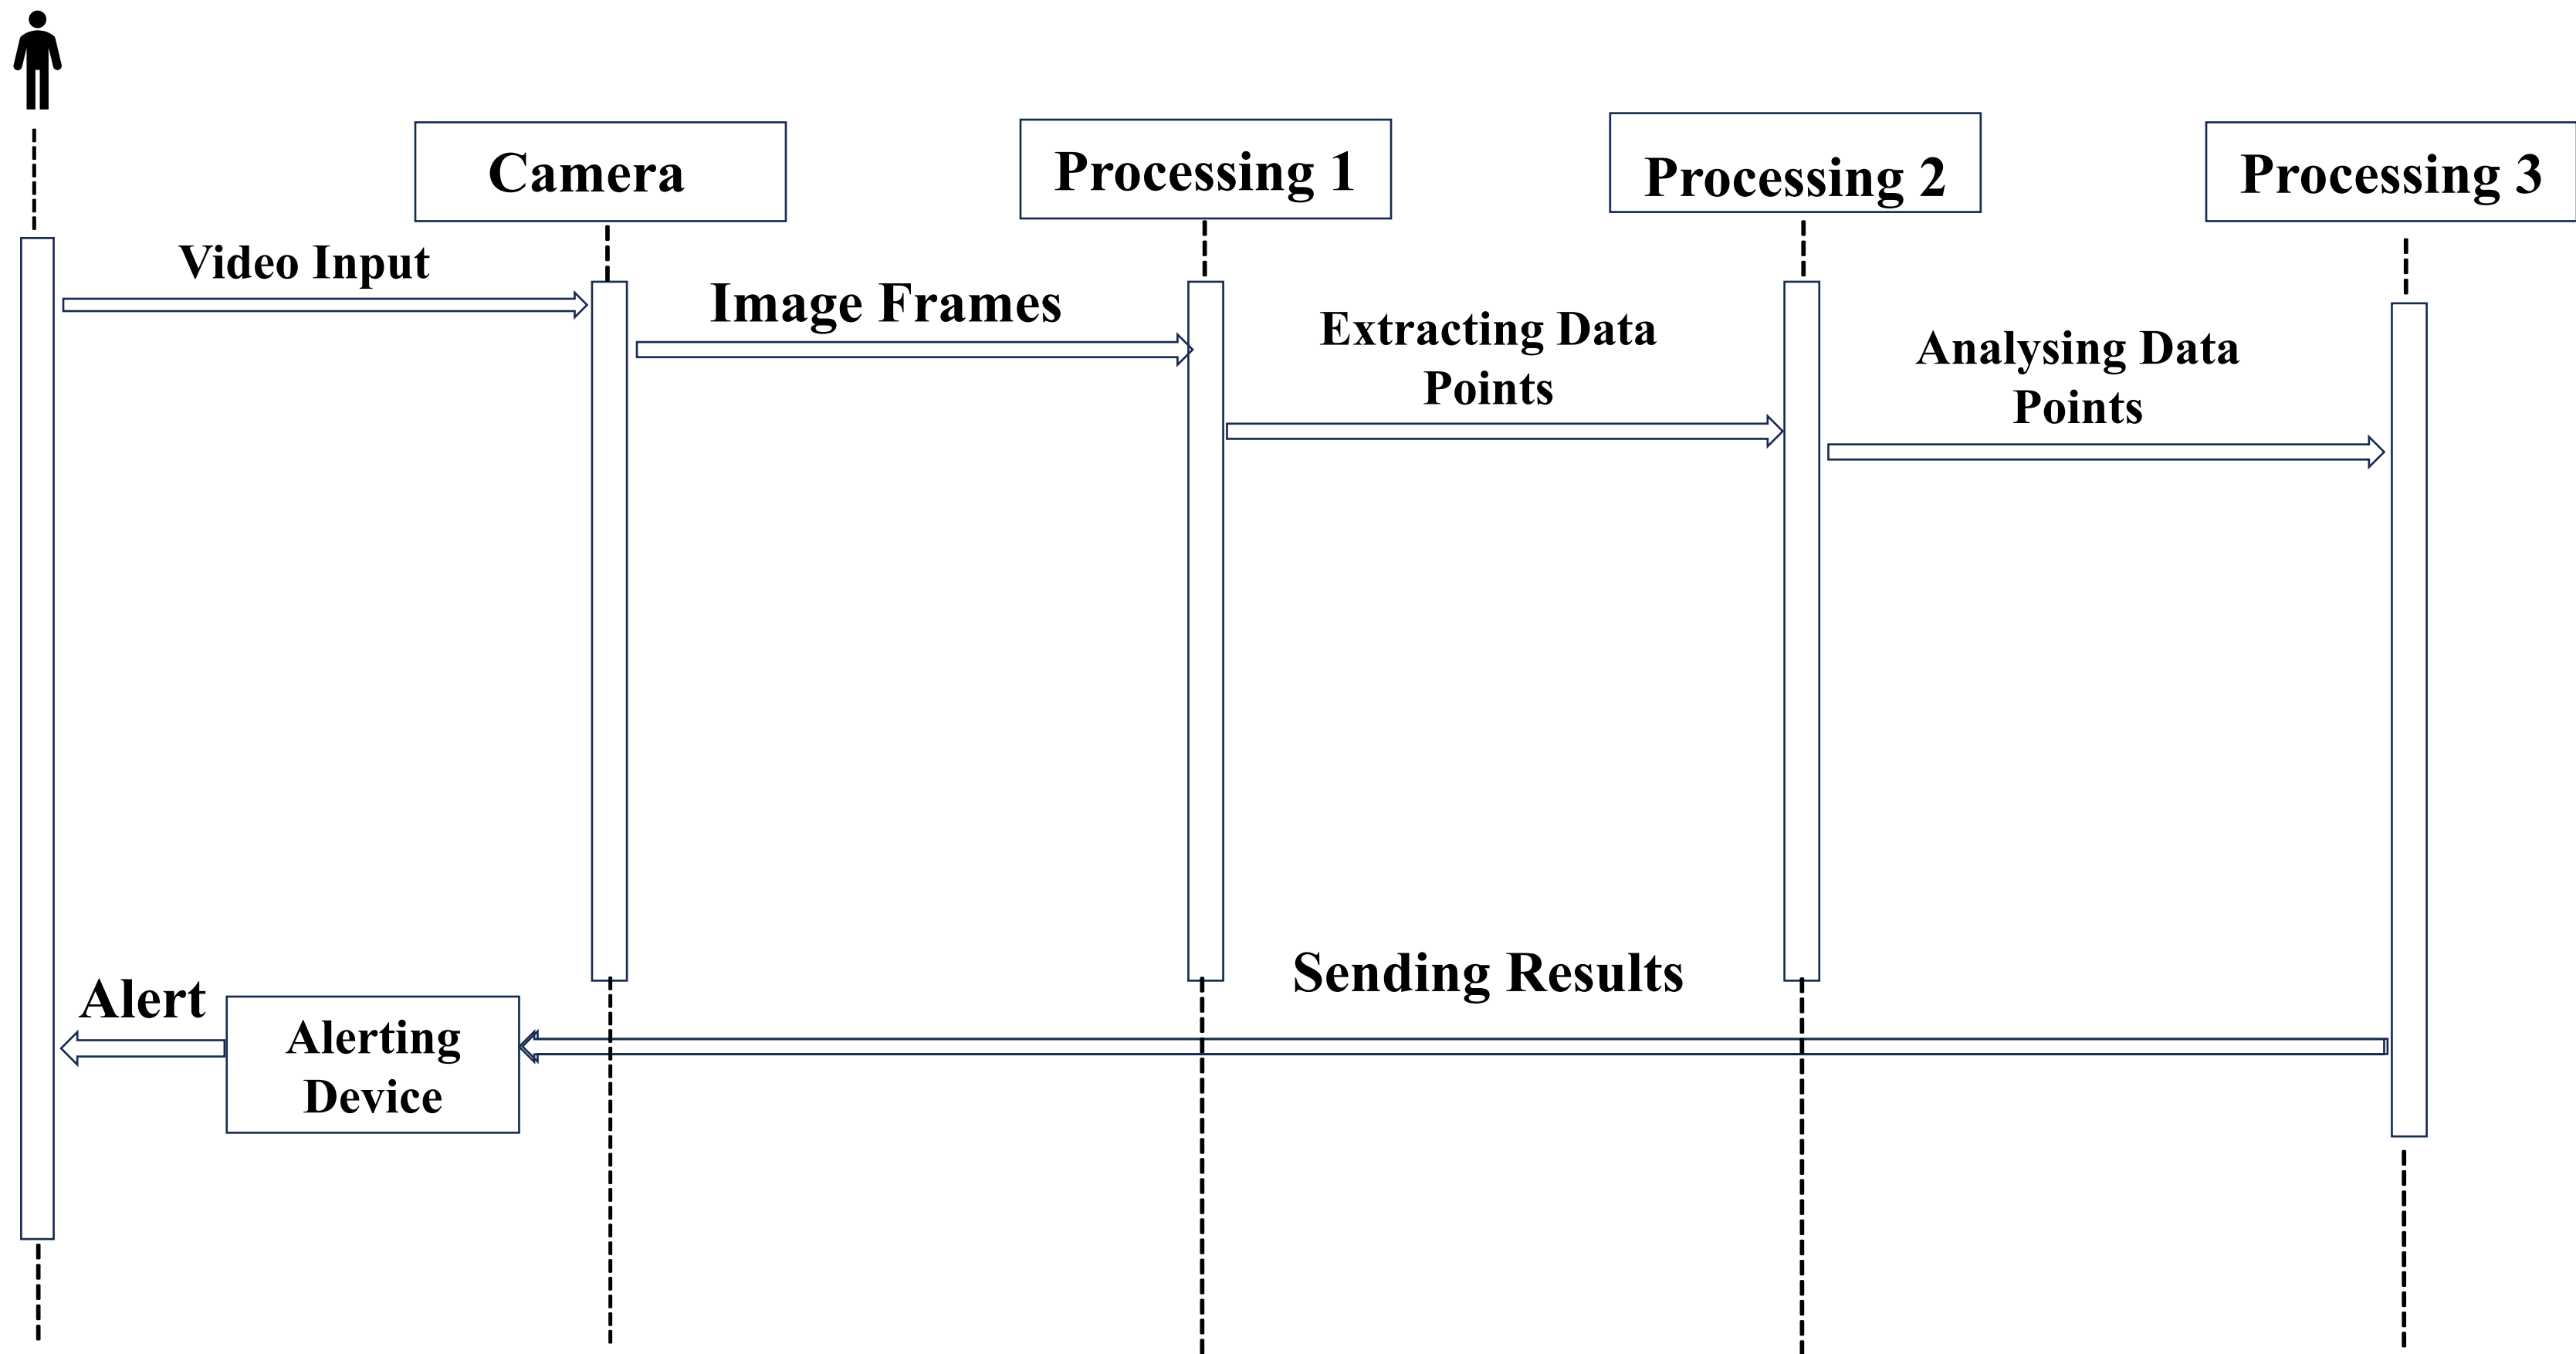 Camera
Processing 1
Processing 2
Processing 3
Video Input
Image Frames
Extracting Data
Points
Analysing Data
Points
Sending Results
Alert
Alerting
Device